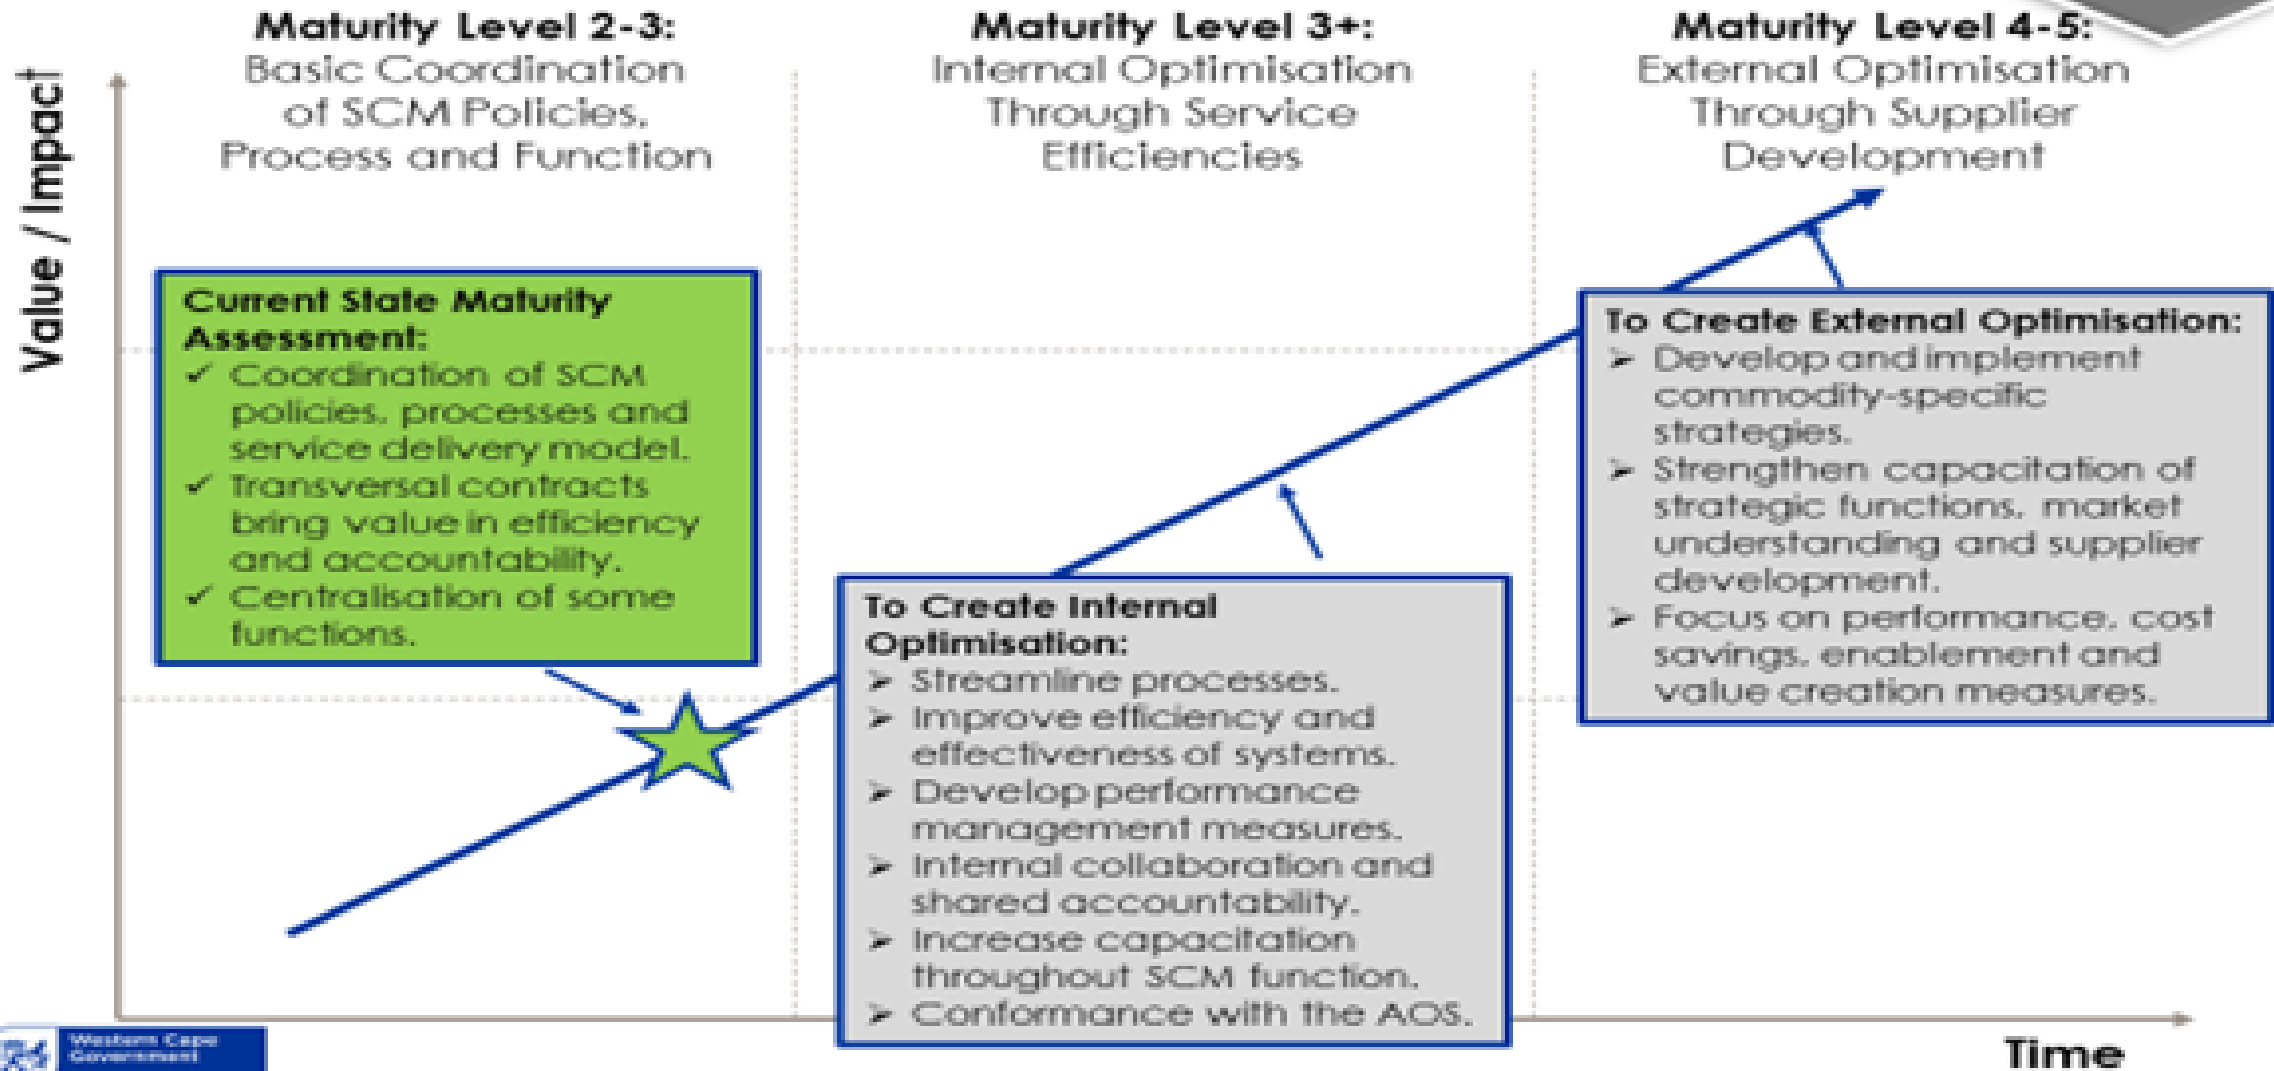 Maturity Level 2-3:
Basic Coordination
of SCM Policies,
Process and Function
Maturity Level 3+:
Internal Optimisation
Through Service
Efficiencies
Maturity Level 4-5:
External Optimisation
Through Supplier
Development
Value / Impact
Current State Maturity
Assessment:
✓ Coordination of SCM
policies, processes and
service delivery model.
✓ Transversal contracts
bring value in efficiency
and accountability.
✓ Centralisation of some
functions.
To Create Internal
Optimisation:
➢ Streamline processes.
➢ Improve efficiency and
effectiveness of systems.
➢ Develop performance
management measures.
➢ Internal collaboration and
shared accountability.
➢ Increase capacitation
throughout SCM function.
➢ Conformance with the AOS.
To Create External Optimisation:
➢ Develop and implement
commodity-specific
strategies.
➢ Strengthen capacitation of
strategic functions, market
understanding and supplier
development.
➢ Focus on performance, cost
savings, enablement and
value creation measures.
Time
Western Cape
Government